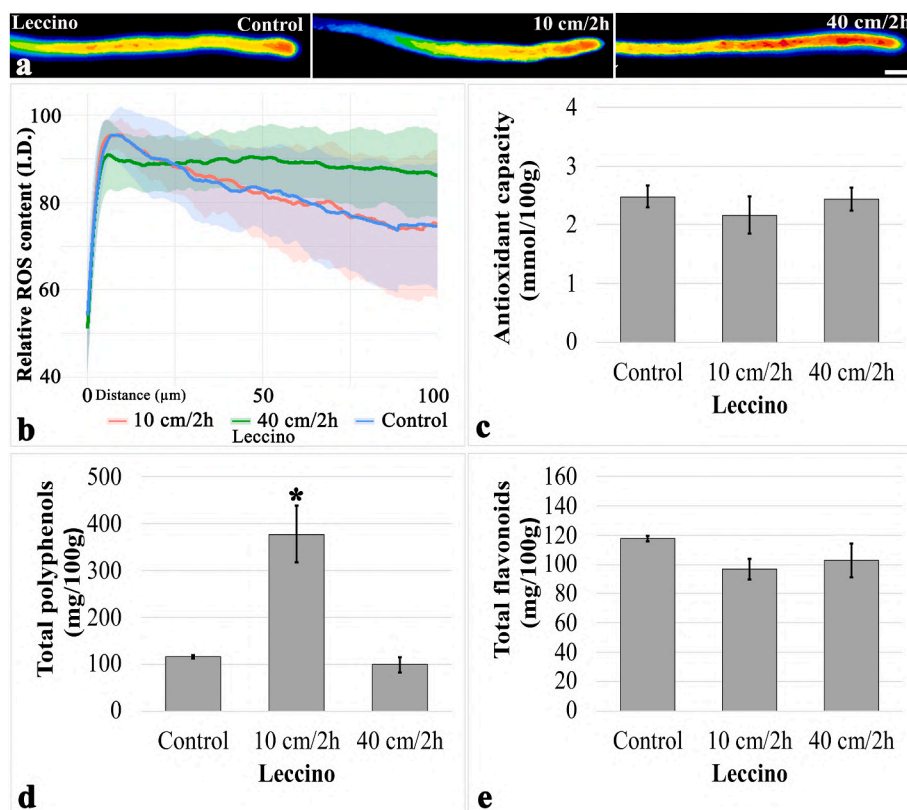 Leccino Control 10 cm/2h 40 cm/2h
a
Relative ROS content (I.D.)
100
80
60
40
0 Distance (µm) 50 100
10 cm/2h 40 cm/2h Control
Leccino
b
Antioxidant capacity
(mmol/100g)
4
3
2
1
0
Control 10 cm/2h 40 cm/2h
Leccino
c
Total polyphenols
(mg/100g)
500
400
300
200
100
0
*
Control 10 cm/2h 40 cm/2h
Leccino
d
Total flavonoids
(mg/100g)
160
140
120
100
80
60
40
20
0
Control 10 cm/2h 40 cm/2h
Leccino
e